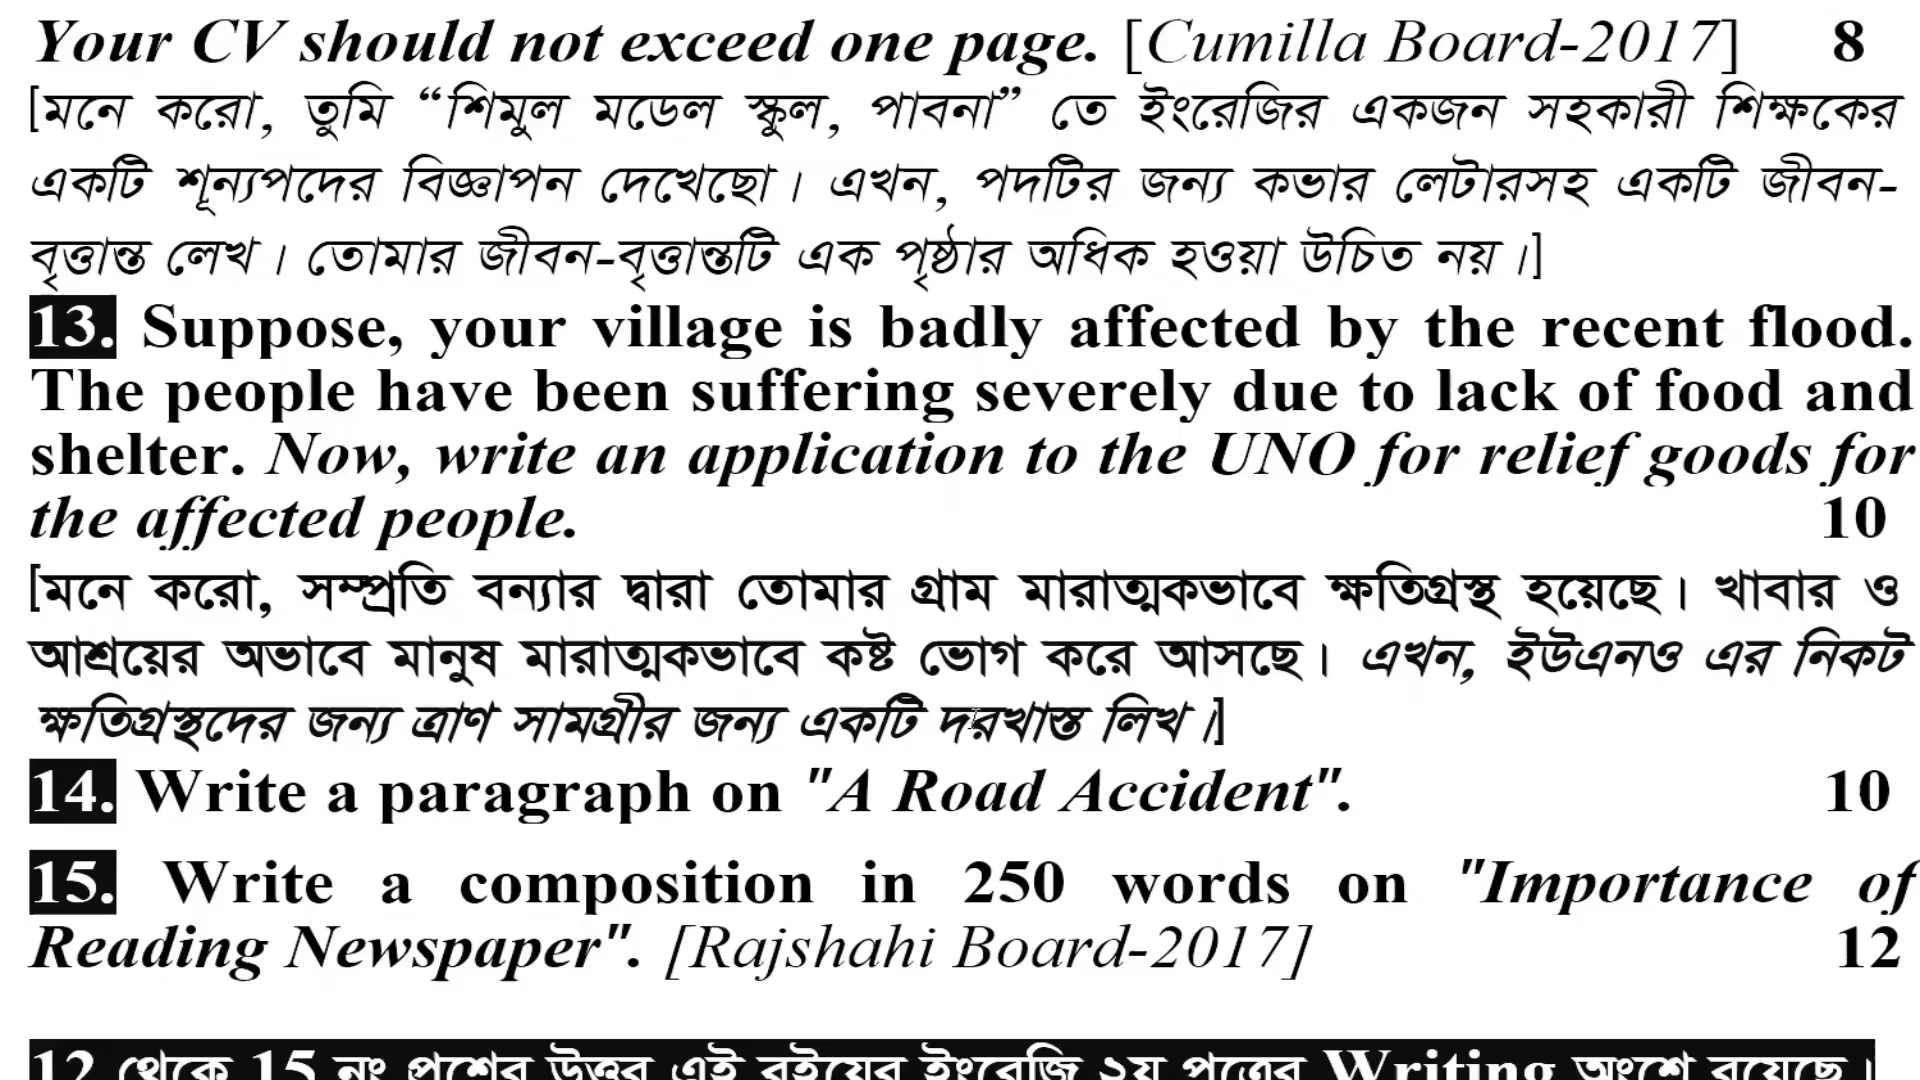 Your CV should not exceed one page. [Cumilla Board-2017] 8
[মনে করো, তুমি “শিমুল মডেল স্কুল, পাবনা” তে ইংরেজির একজন সহকারী শিক্ষকের
একটি শূন্যপদের বিজ্ঞাপন দেখেছো। এখন, পদটির জন্য কভার লেটারসহ একটি জীবন-
বৃত্তান্ত লেখ। তোমার জীবন-বৃত্তান্তটি এক পৃষ্ঠার অধিক হওয়া উচিত নয়।]
13. Suppose, your village is badly affected by the recent flood.
The people have been suffering severely due to lack of food and
shelter. Now, write an application to the UNO for relief goods for
the affected people. 10
[মনে করো, সম্প্রতি বন্যার দ্বারা তোমার গ্রাম মারাত্মকভাবে ক্ষতিগ্রস্থ হয়েছে। খাবার ও
আশ্রয়ের অভাবে মানুষ মারাত্মকভাবে কষ্ট ভোগ করে আসছে। এখন, ইউএনও এর নিকট
ক্ষতিগ্রস্থদের জন্য ত্রাণ সামগ্রীর জন্য একটি দরখাস্ত লিখ।]
14. Write a paragraph on "A Road Accident". 10
15. Write a composition in 250 words on "Importance of
Reading Newspaper". [Rajshahi Board-2017] 12
12 থেকে 15 নং প্রশ্নের উত্তর এই বইয়ের ইংরেজি ২য় পত্রের Writing অংশে রয়েছে।